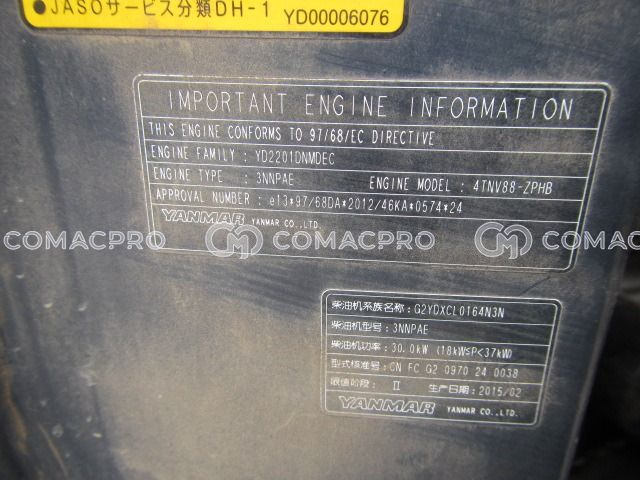 ● JASOサービス分類DH-1
YD00006076
IMPORTANT ENGINE INFORMATION
THIS ENGINE CONFORMS TO 97/68/EC DIRECTIVE
ENGINE FAMILY : YD2201DNMDEC
ENGINE TYPE : 3NNPAE ENGINE MODEL : 4TNV88-ZPHB
APPROVAL NUMBER : e13*97/68DA*2012/46KA*0574*24
YANMAR YANMAR CO.,LTD.
COMACPRO COMACPRO COMACPRO
柴油机系族名称: G2YDXCL0164N3N
柴油机型号: 3NNPAE
柴油机功率: 30.0kW (18kW≤P<37kW)
型式核准号: CN FC G2 0970 24 0038
限值阶段: II 生产日期: 2015/02
YANMAR YANMAR CO.,LTD.